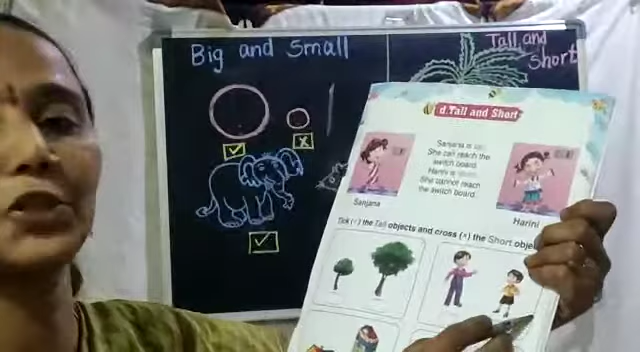 Big and Small
Tall and
Short
d. Tall and Short
Sanjana is tall.
She can reach the
switch board.
Harini is short.
She cannot reach
the switch board.
Sanjana
Harini
Tick (✓) the Tall objects and cross (×) the Short